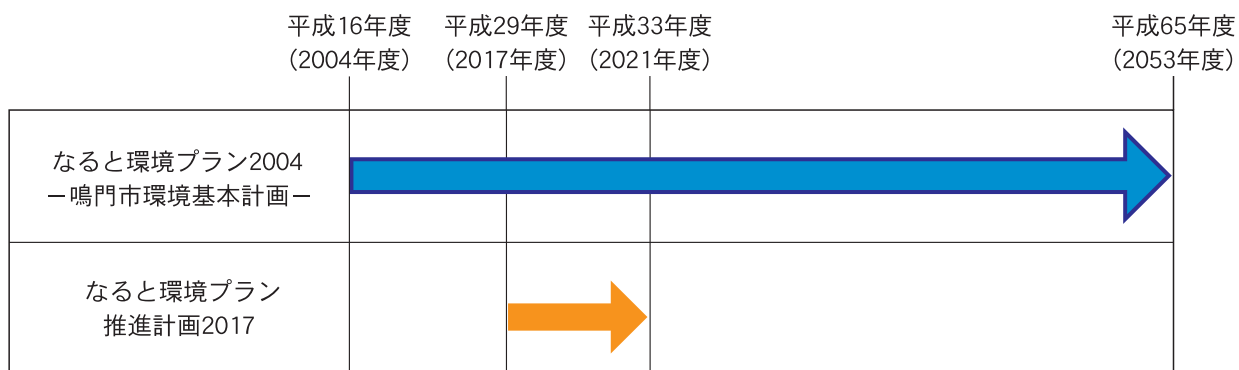 平成16年度
（2004年度）
平成29年度
（2017年度）
平成33年度
（2021年度）
平成65年度
（2053年度）
なると環境プラン2004
－鳴門市環境基本計画－
なると環境プラン
推進計画2017